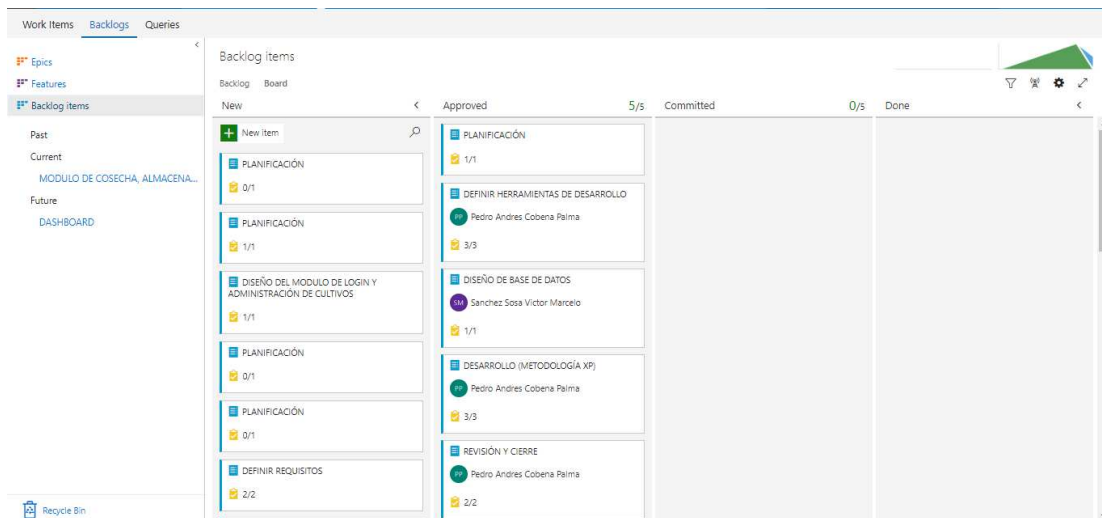 Work Items Backlogs Queries
Epics
Features
Backlog items
Past
Current
MODULO DE COSECHA, ALMACENA...
Future
DASHBOARD
Recycle Bin
Backlog items
Backlog Board
New
New item
PLANIFICACIÓN
0/1
PLANIFICACIÓN
1/1
DISEÑO DEL MODULO DE LOGIN Y
ADMINISTRACIÓN DE CULTIVOS
1/1
PLANIFICACIÓN
0/1
PLANIFICACIÓN
0/1
DEFINIR REQUISITOS
2/2
Approved 5/5
PLANIFICACIÓN
1/1
DEFINIR HERRAMIENTAS DE DESARROLLO
PP Pedro Andres Cobena Palma
3/3
DISEÑO DE BASE DE DATOS
SM Sanchez Sosa Victor Marcelo
1/1
DESARROLLO (METODOLOGÍA XP)
PP Pedro Andres Cobena Palma
3/3
REVISIÓN Y CIERRE
PP Pedro Andres Cobena Palma
2/2
Committed 0/5
Done